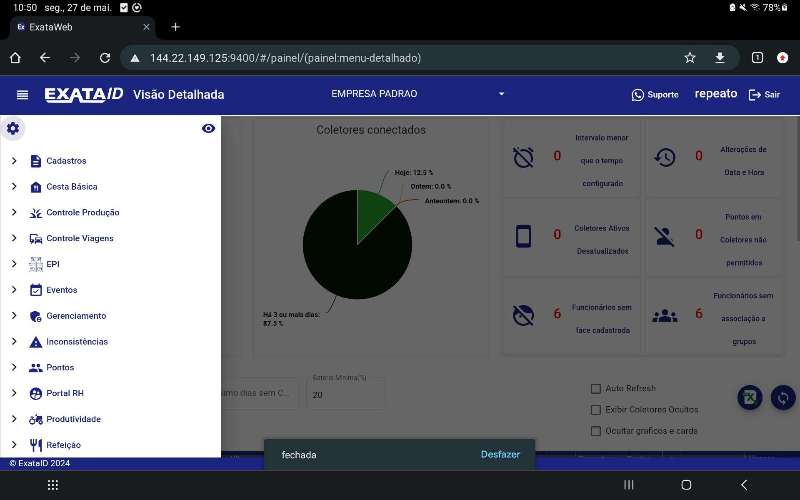 10:50 seg., 27 de mai. 78%
Ex ExataWeb
144.22.149.125:9400/#/painel/(painel:menu-detalhado)
1
EXATAID Visão Detalhada EMPRESA PADRAO Suporte repeato Sair
Cadastros
Cesta Básica
Controle Produção
Controle Viagens
EPI
Eventos
Gerenciamento
Inconsistências
Pontos
Portal RH
Produtividade
Refeição
Coletores conectados
Hoje: 12.5 %
Ontem: 0.0 %
Anteontem: 0.0 %
Há 3 ou mais dias:
87.5 %
0 Intervalo menor
que o tempo
configurado
0 Alterações de
Data e Hora
0 Coletores Ativos
Desatualizados
0 Pontos em
Coletores não
permitidos
6 Funcionários sem
face cadastrada
6 Funcionários sem
associação a
grupos
imo dias sem C...
Bateria Mínima(%)
20
Auto Refresh
Exibir Coletores Ocultos
Ocultar graficos e cards
fechada Desfazer
© ExataID 2024